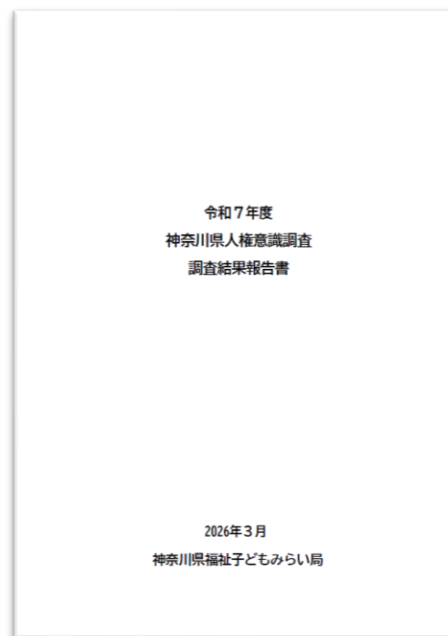 令和７年度
神奈川県人権意識調査
調査結果報告書
2026年３月
神奈川県福祉子どもみらい局